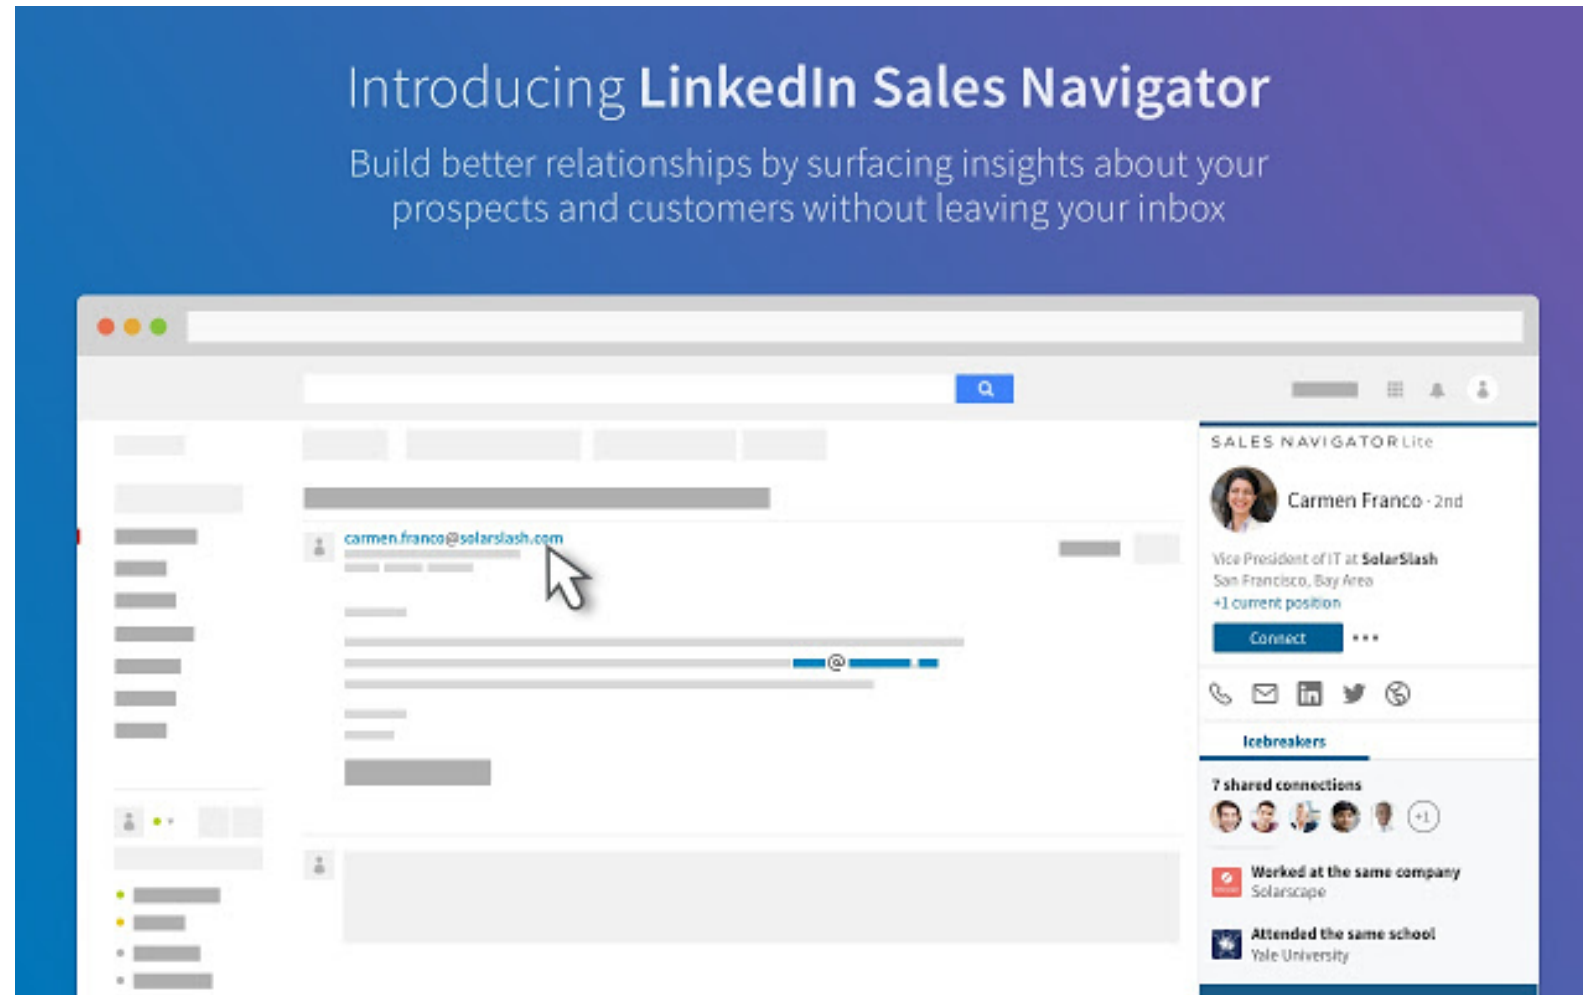 Introducing LinkedIn Sales Navigator
Build better relationships by surfacing insights about your
prospects and customers without leaving your inbox
SALES NAVIGATOR Lite
Carmen Franco · 2nd
carmen.franco@solarslash.com
Vice President of IT at SolarSlash
San Francisco, Bay Area
+1 current position
Connect
@
Icebreakers
7 shared connections
+1
Worked at the same company
Solarscape
Attended the same school
Yale University